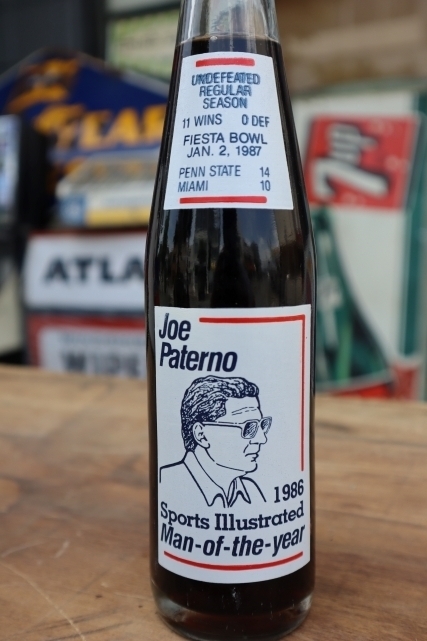 UNDEFEATED
REGULAR
SEASON
11 WINS 0 DEF
FIESTA BOWL
JAN. 2, 1987
PENN STATE 14
MIAMI 10
Joe
Paterno
1986
Sports Illustrated
Man-of-the-year
7up
ATLA
WIPE